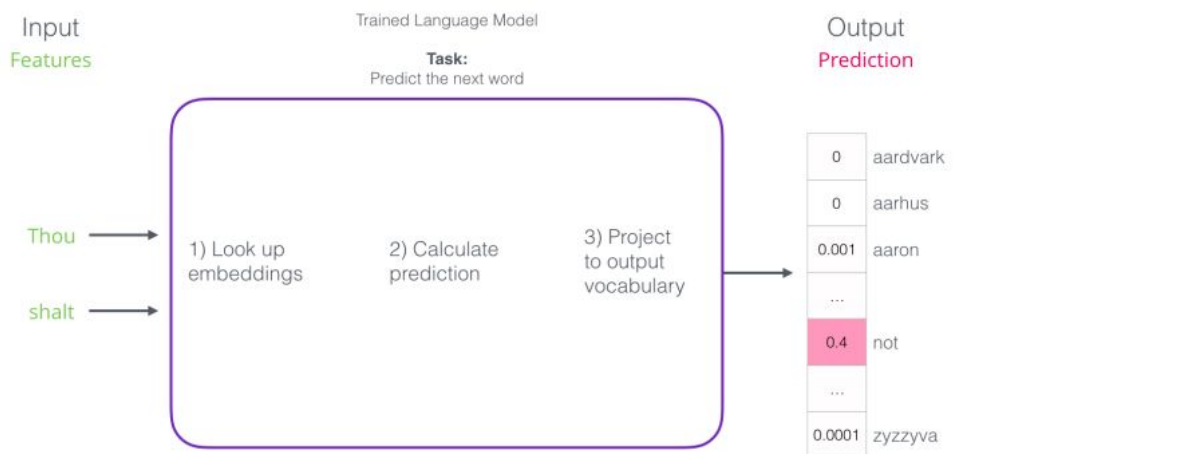 Input
Features
Trained Language Model
Task:
Predict the next word
Output
Prediction
Thou
shalt
1) Look up
embeddings
2) Calculate
prediction
3) Project
to output
vocabulary
0 aardvark
0 aarhus
0.001 aaron
...
0.4 not
...
0.0001 zyzzyva